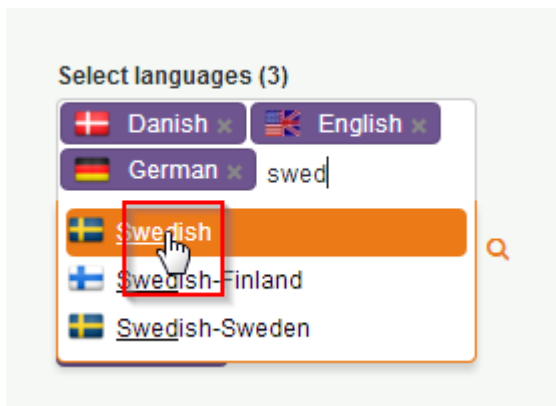 Select languages (3)
Danish × English ×
German × swed
Swedish
Swedish-Finland
Swedish-Sweden